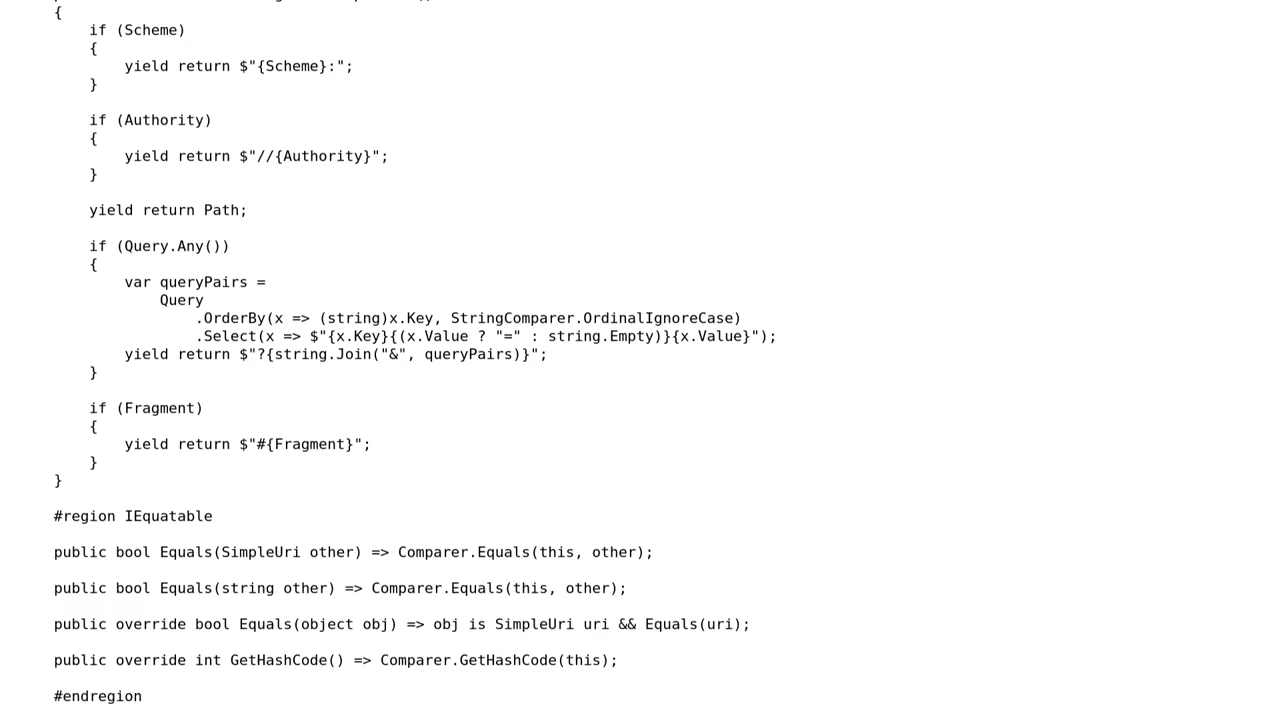 {
    if (Scheme)
    {
        yield return $"{Scheme}:";
    }

    if (Authority)
    {
        yield return $"//{Authority}";
    }

    yield return Path;

    if (Query.Any())
    {
        var queryPairs =
            Query
                .OrderBy(x => (string)x.Key, StringComparer.OrdinalIgnoreCase)
                .Select(x => $"{x.Key}{(x.Value ? "=" : string.Empty)}{x.Value}");
        yield return $"?{string.Join("&", queryPairs)}";
    }

    if (Fragment)
    {
        yield return $"#{Fragment}";
    }
}

#region IEquatable

public bool Equals(SimpleUri other) => Comparer.Equals(this, other);

public bool Equals(string other) => Comparer.Equals(this, other);

public override bool Equals(object obj) => obj is SimpleUri uri && Equals(uri);

public override int GetHashCode() => Comparer.GetHashCode(this);

#endregion